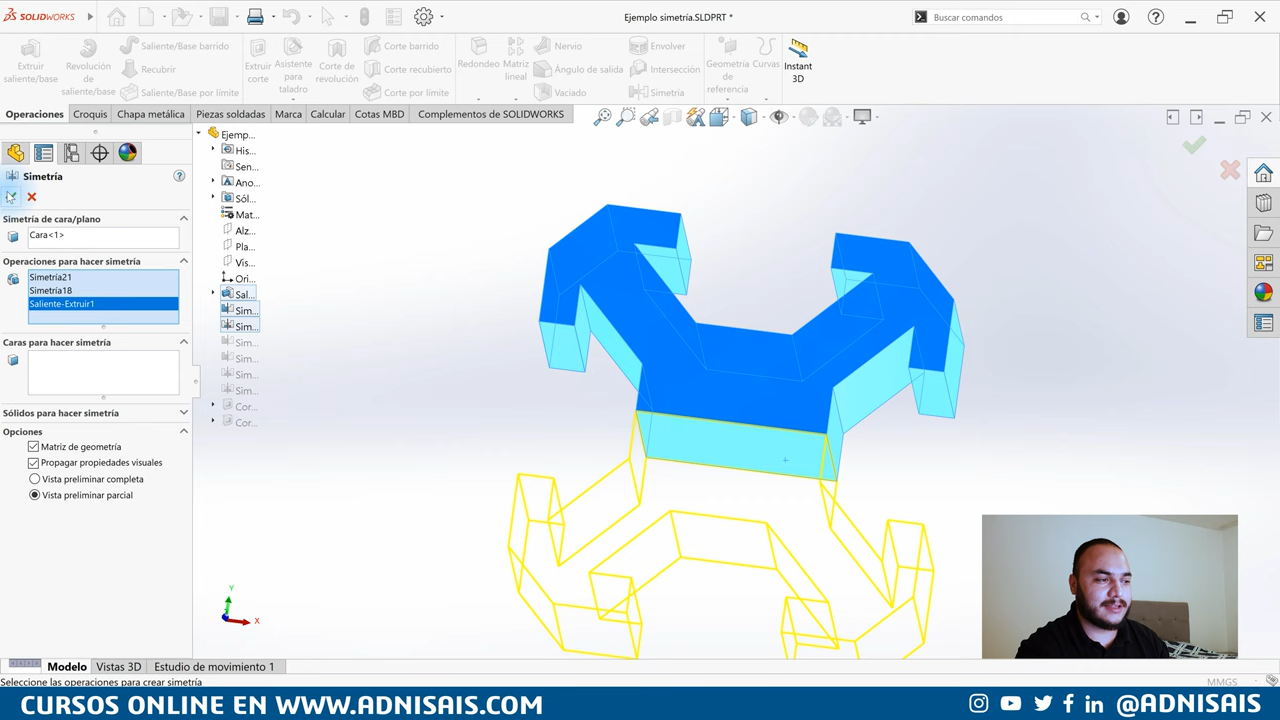 SOLIDWORKS
Ejemplo simetría.SLDPRT *
Buscar comandos
Extruir saliente/base
Revolución de saliente/base
Saliente/Base barrido
Recubrir
Saliente/Base por límite
Extruir corte
Asistente para taladro
Corte de revolución
Corte barrido
Corte recubierto
Corte por límite
Redondeo
Matriz lineal
Nervio
Ángulo de salida
Vaciado
Envolver
Intersección
Simetría
Geometría de referencia
Curvas
Instant 3D
Operaciones
Croquis
Chapa metálica
Piezas soldadas
Marca
Calcular
Cotas MBD
Complementos de SOLIDWORKS
Simetría
Simetría de cara/plano
Cara<1>
Operaciones para hacer simetría
Simetría21
Simetría18
Saliente-Extruir1
Caras para hacer simetría
Sólidos para hacer simetría
Opciones
Matriz de geometría
Propagar propiedades visuales
Vista preliminar completa
Vista preliminar parcial
Ejemp...
His...
Sen...
Ano...
Sól...
Mat...
Alz...
Pla...
Vis...
Ori...
Sal...
Sim...
Sim...
Sim...
Sim...
Sim...
Sim...
Cor...
Cor...
Y
X
Modelo
Vistas 3D
Estudio de movimiento 1
Seleccione las operaciones para crear simetría
MMGS
CURSOS ONLINE EN WWW.ADNISAIS.COM
@ADNISAIS